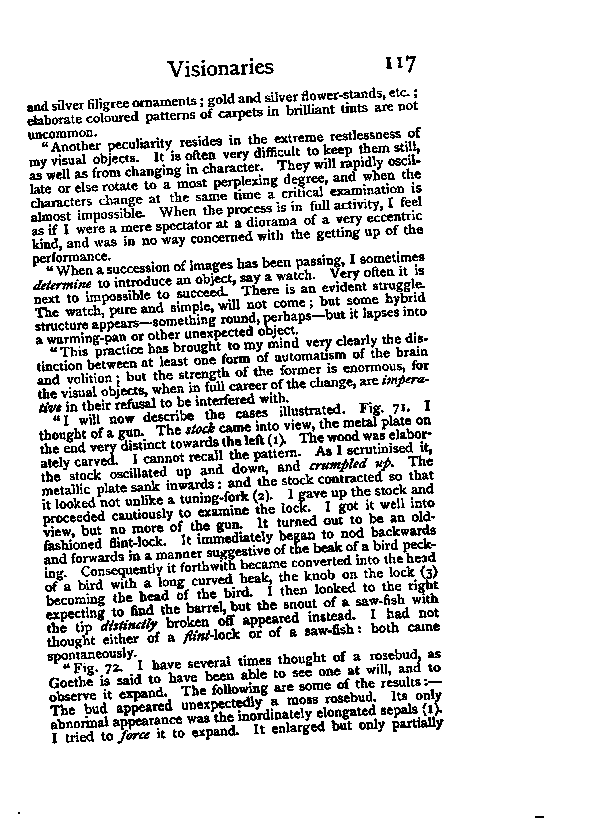 Visionaries 117
and silver filigree ornaments ; gold and silver flower-stands, etc. ;
elaborate coloured patterns of carpets in brilliant tints are not
uncommon.
“Another peculiarity resides in the extreme restlessness of
my visual objects. It is often very difficult to keep them still,
as well as from changing in character. They will rapidly oscil-
late or else rotate to a most perplexing degree, and when the
characters change at the same time a critical examination is
almost impossible. When the process is in full activity, I feel
as if I were a mere spectator at a diorama of a very eccentric
kind, and was in no way concerned with the getting up of the
performance.
“When a succession of images has been passing, I sometimes
determine to introduce an object, say a watch. Very often it is
next to impossible to succeed. There is an evident struggle.
The watch, pure and simple, will not come ; but some hybrid
structure appears—something round, perhaps—but it lapses into
a warming-pan or other unexpected object.
“This practice has brought to my mind very clearly the dis-
tinction between at least one form of automatism of the brain
and volition ; but the strength of the former is enormous, for
the visual objects, when in full career of the change, are impera-
tive in their refusal to be interfered with.
“I will now describe the cases illustrated. Fig. 71. I
thought of a gun. The stock came into view, the metal plate on
the end very distinct towards the left (1). The wood was elabor-
ately carved. I cannot recall the pattern. As I scrutinised it,
the stock oscillated up and down, and crumpled up. The
metallic plate sank inwards : and the stock contracted so that
it looked not unlike a tuning-fork (2). I gave up the stock and
proceeded cautiously to examine the lock. I got it well into
view, but no more of the gun. It turned out to be an old-
fashioned flint-lock. It immediately began to nod backwards
and forwards in a manner suggestive of the beak of a bird peck-
ing. Consequently it forthwith became converted into the head
of a bird with a long curved beak, the knob on the lock (3)
becoming the head of the bird. I then looked to the right
expecting to find the barrel, but the snout of a saw-fish with
the tip distinctly broken off appeared instead. I had not
thought either of a flint-lock or of a saw-fish : both came
spontaneously.
“Fig. 72. I have several times thought of a rosebud, as
Goethe is said to have been able to see one at will, and to
observe it expand. The following are some of the results :—
The bud appeared unexpectedly a moss rosebud. Its only
abnormal appearance was the inordinately elongated sepals (1).
I tried to force it to expand. It enlarged but only partially